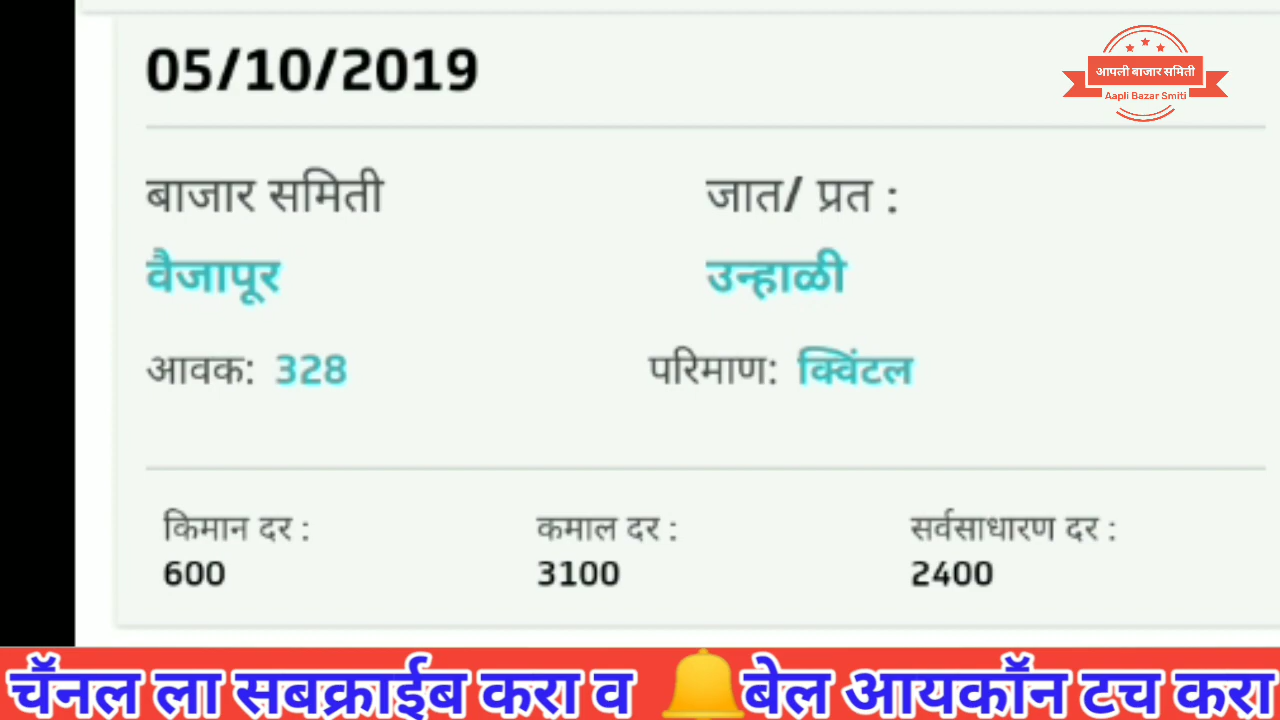 05/10/2019
आपली बाजार समिती
Aapli Bazar Smiti
बाजार समिती
जात/ प्रत :
वैजापूर
उन्हाळी
आवक: 328
परिमाण: क्विंटल
किमान दर :
कमाल दर :
सर्वसाधारण दर :
600
3100
2400
चॅनल ला सबक्राईब करा व 🔔बेल आयकॉन टच करा